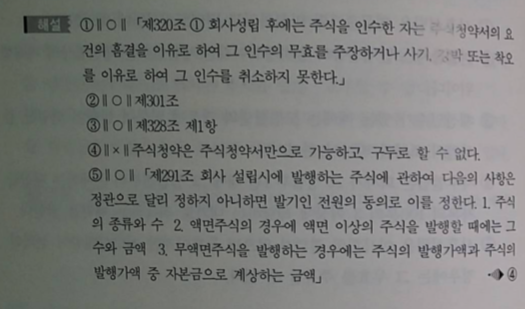 해설 ①∥○∥「제320조 ① 회사성립 후에는 주식을 인수한 자는 청약서의 요
건의 흠결을 이유로 하여 그 인수의 무효를 주장하거나 사기, 강박 또는 착오
를 이유로 하여 그 인수를 취소하지 못한다.」
②∥○∥제301조
③∥○∥제328조 제1항
④∥×∥주식청약은 주식청약서만으로 가능하고, 구두로 할 수 없다.
⑤∥○∥「제291조 회사 설립시에 발행하는 주식에 관하여 다음의 사항은
정관으로 달리 정하지 아니하면 발기인 전원의 동의로 이를 정한다. 1. 주식
의 종류와 수 2. 액면주식의 경우에 액면 이상의 주식을 발행할 때에는 그
수와 금액 3. 무액면주식을 발행하는 경우에는 주식의 발행가액과 주식의
발행가액 중 자본금으로 계상하는 금액」 ④